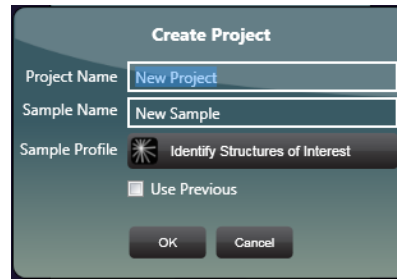 Create Project
Project Name New Project
Sample Name New Sample
Sample Profile Identify Structures of Interest
Use Previous
OK Cancel